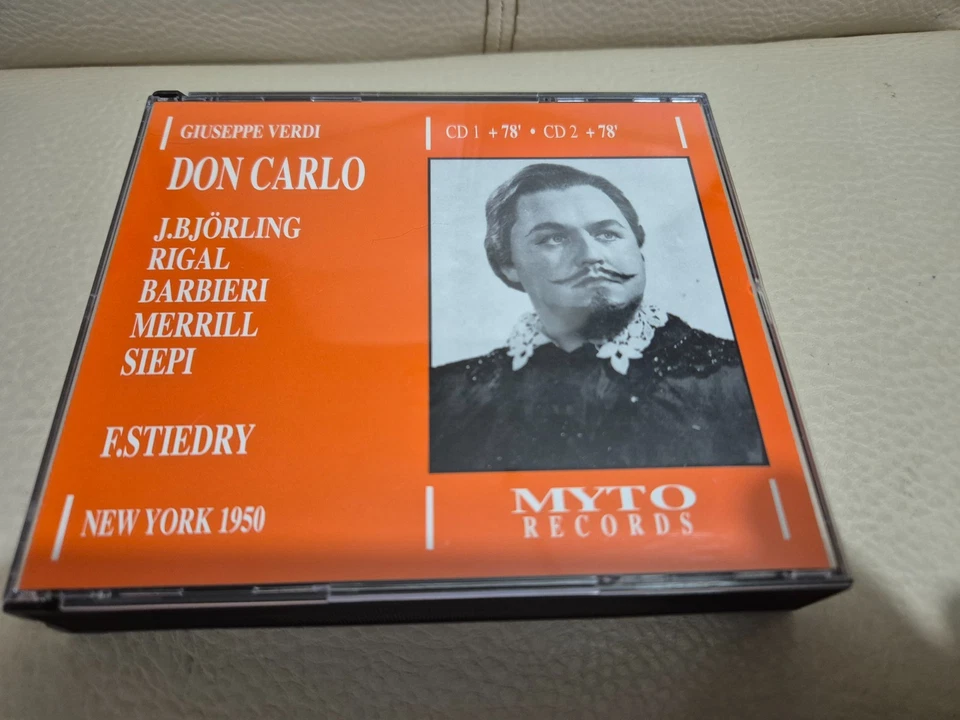 GIUSEPPE VERDI
CD 1 +78' • CD 2 +78'
DON CARLO
J.BJÖRLING
RIGAL
BARBIERI
MERRILL
SIEPI
F.STIEDRY
NEW YORK 1950
MYTO
RECORDS